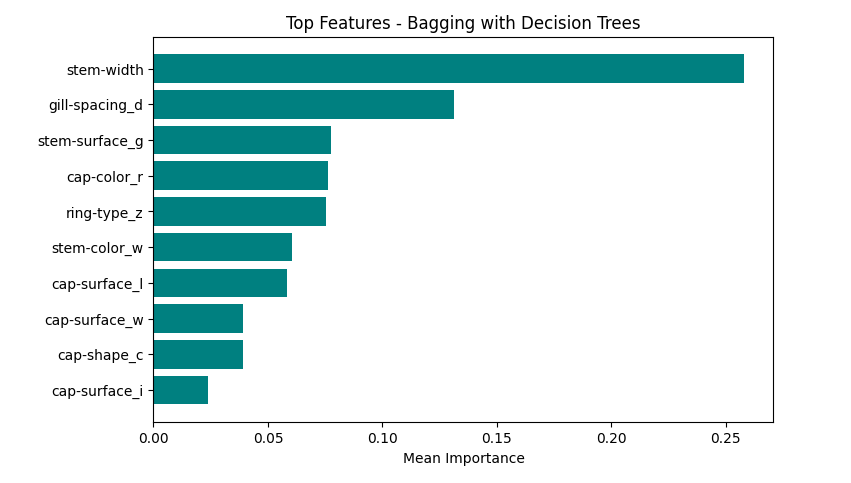 Top Features - Bagging with Decision Trees
stem-width
gill-spacing_d
stem-surface_g
cap-color_r
ring-type_z
stem-color_w
cap-surface_l
cap-surface_w
cap-shape_c
cap-surface_i
0.00 0.05 0.10 0.15 0.20 0.25
Mean Importance